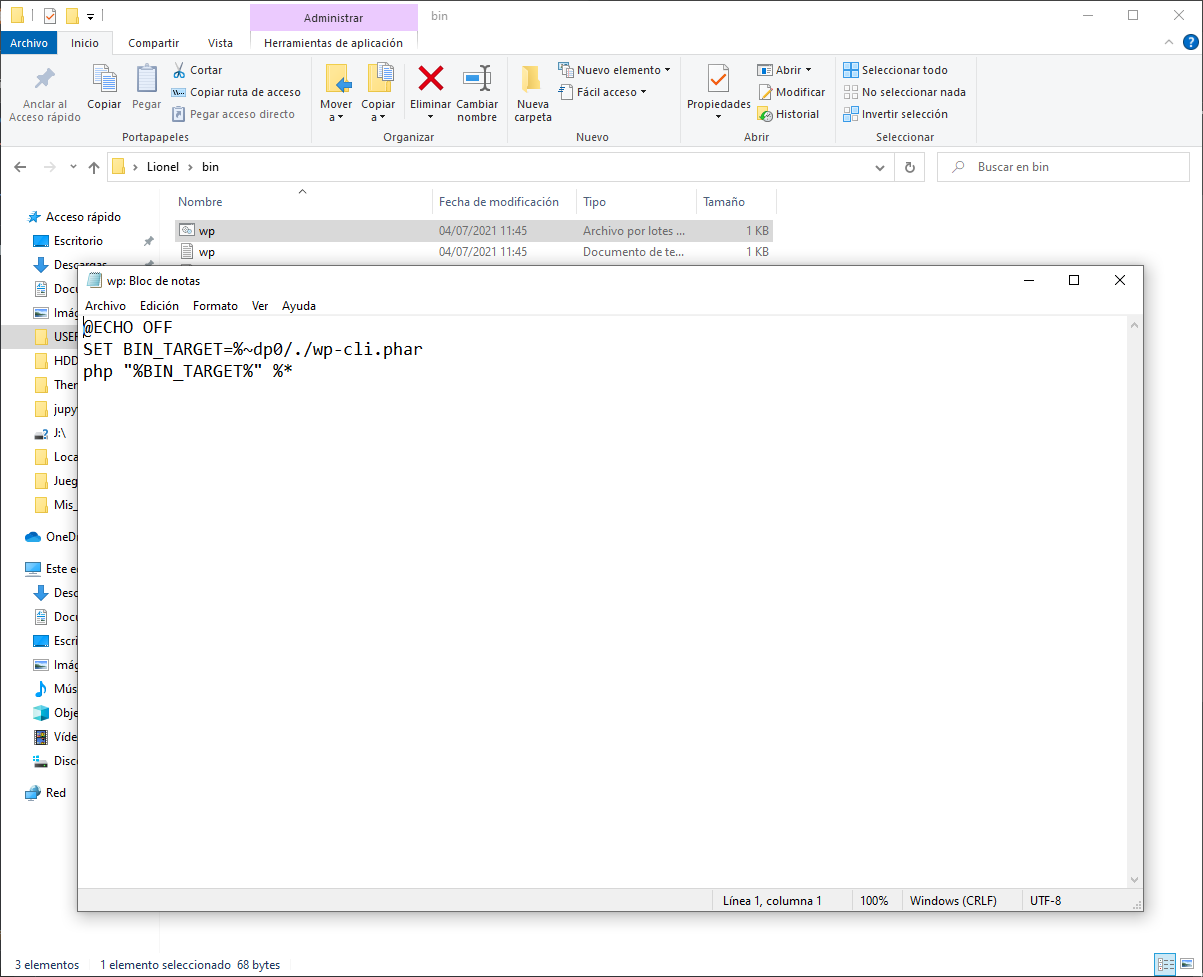 Administrar
bin
Archivo
Inicio
Compartir
Vista
Herramientas de aplicación
?
Anclar al
Acceso rápido
Copiar
Pegar
Cortar
Copiar ruta de acceso
Pegar acceso directo
Portapapeles
Mover
a
Copiar
a
Eliminar
Cambiar
nombre
Organizar
Nueva
carpeta
Nuevo elemento
Fácil acceso
Nuevo
Propiedades
Abrir
Modificar
Historial
Abrir
Seleccionar todo
No seleccionar nada
Invertir selección
Seleccionar
Lionel
bin
Buscar en bin
Nombre
Fecha de modificación
Tipo
Tamaño
wp 04/07/2021 11:45 Archivo por lotes ... 1 KB
wp 04/07/2021 11:45 Documento de te... 1 KB
Acceso rápido
Escritorio
Descargas
Docu
Imág
USER
HDD
Them
jupy
J:\
Loca
Jueg
Mis_
OneD
Este e
Desc
Docu
Escri
Imág
Mús
Obje
Víde
Disc
Red
wp: Bloc de notas
Archivo Edición Formato Ver Ayuda
@ECHO OFF
SET BIN_TARGET=%~dp0/./wp-cli.phar
php "%BIN_TARGET%" %*
Línea 1, columna 1
100%
Windows (CRLF)
UTF-8
3 elementos
1 elemento seleccionado 68 bytes